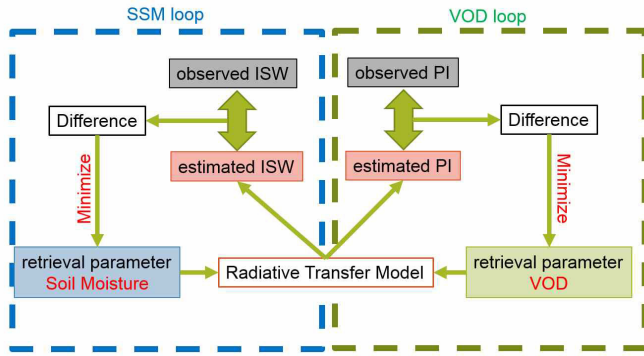 SSM loop
VOD loop
observed ISW
observed PI
Difference
Difference
estimated ISW
estimated PI
Minimize
Minimize
retrieval parameter
Soil Moisture
Radiative Transfer Model
retrieval parameter
VOD